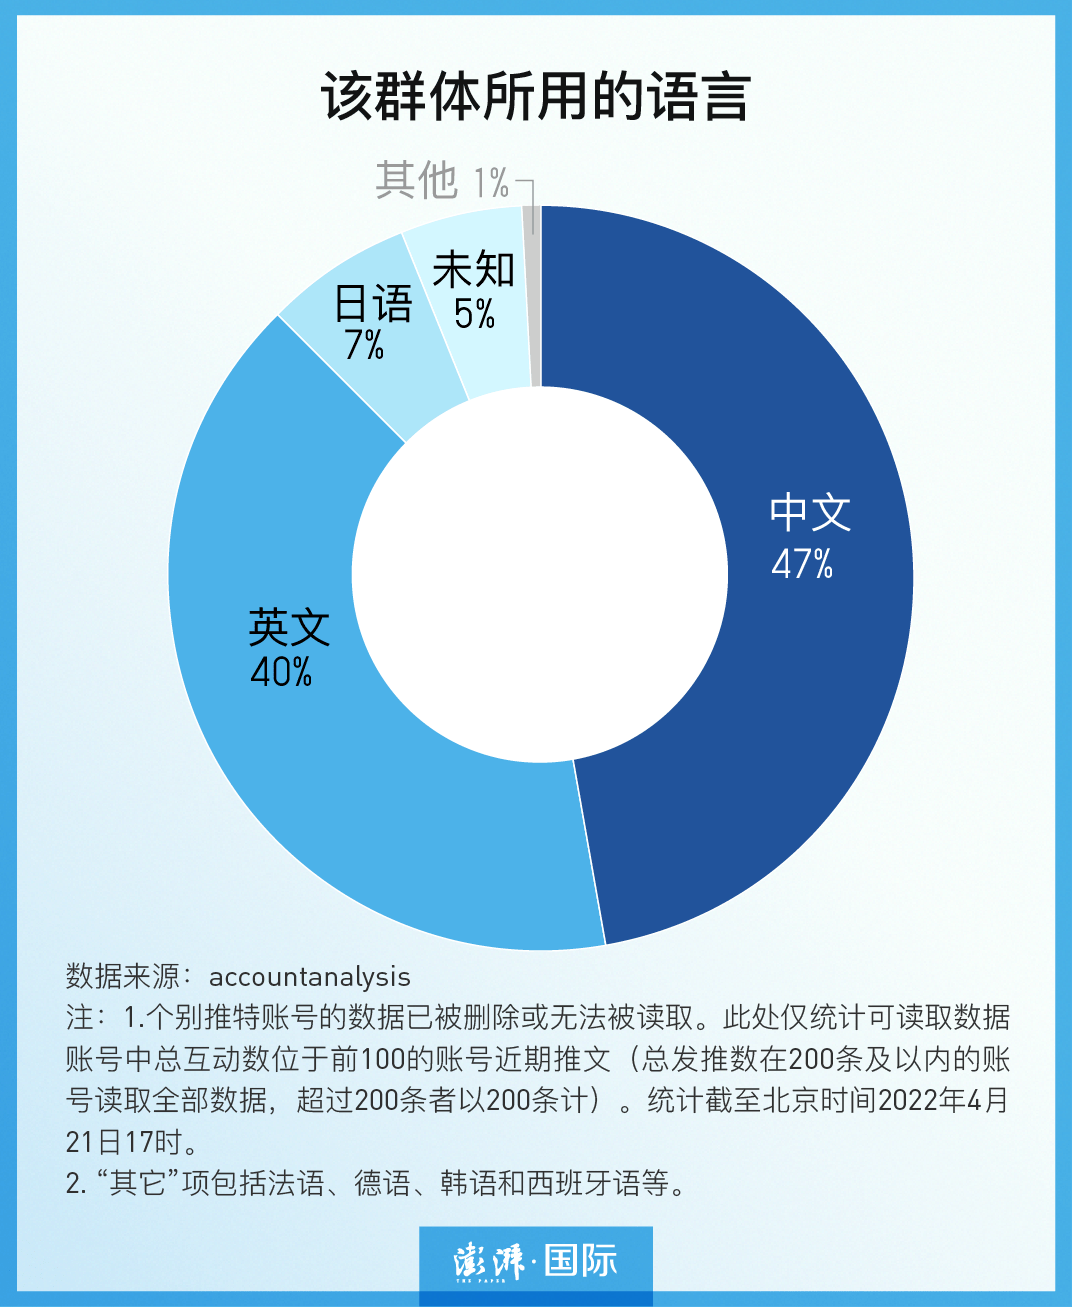 该群体所用的语言
其他 1%
未知
5%
日语
7%
中文
47%
英文
40%
数据来源：accountanalysis
注：1.个别推特账号的数据已被删除或无法被读取。此处仅统计可读取数据
账号中总互动数位于前100的账号近期推文（总发推数在200条及以内的账
号读取全部数据，超过200条者以200条计）。统计截至北京时间2022年4月
21日17时。
2. “其它”项包括法语、德语、韩语和西班牙语等。
澎湃·国际
THE PAPER